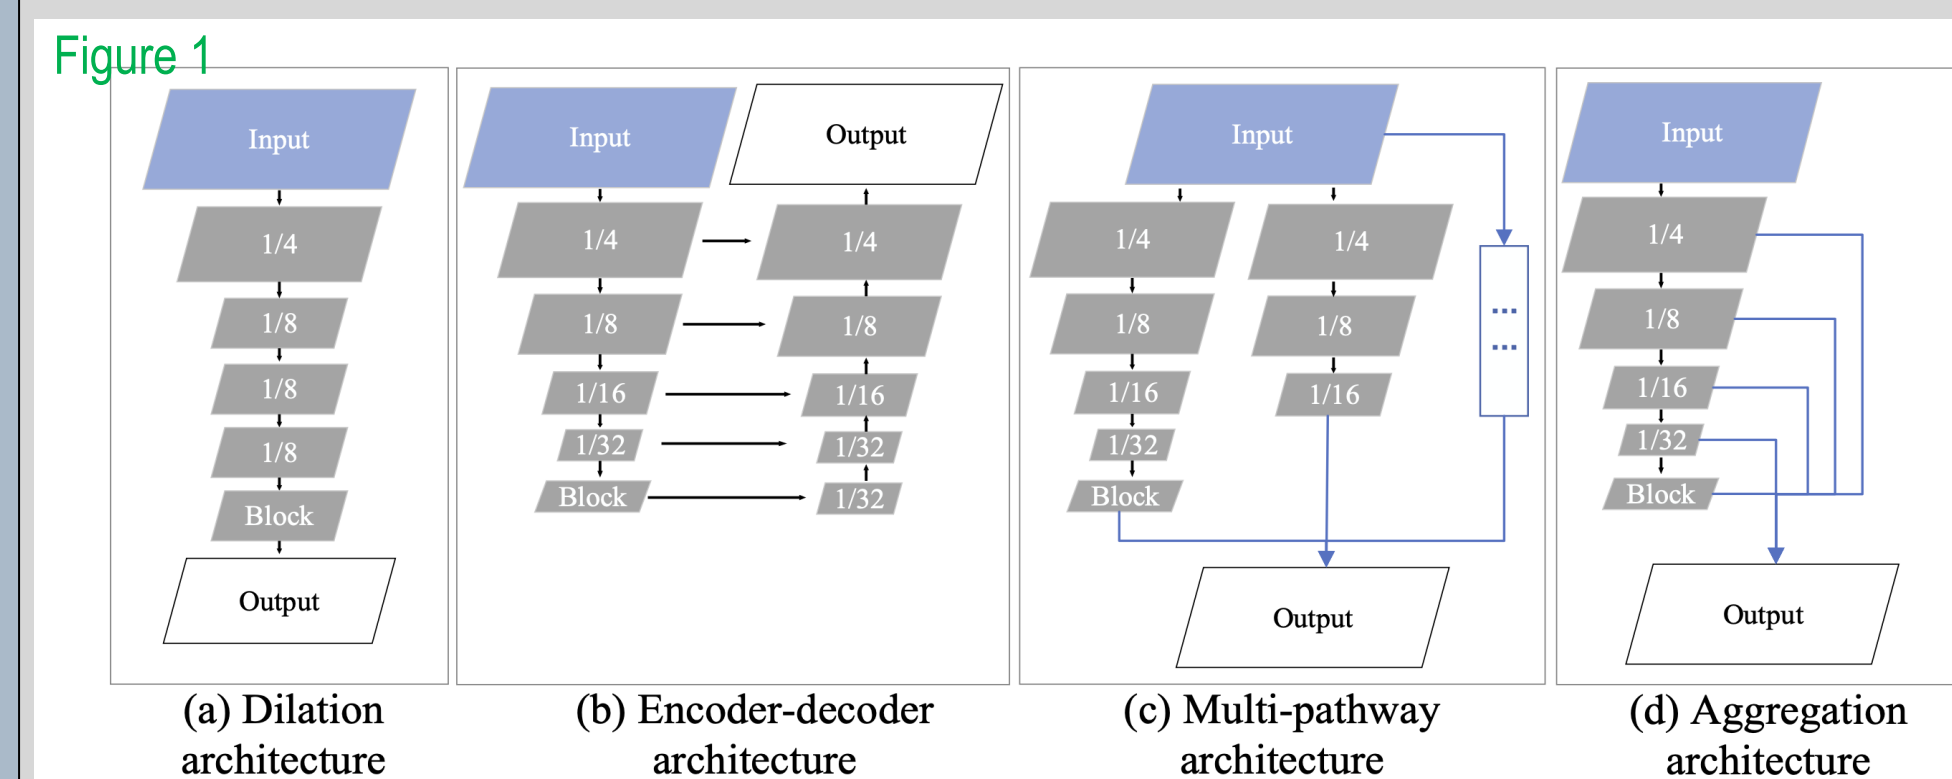 Figure 1
Input
1/4
1/8
1/8
1/8
Block
Output
(a) Dilation
architecture
Input
Output
1/4
1/4
1/8
1/8
1/16
1/16
1/32
1/32
Block
1/32
(b) Encoder-decoder
architecture
Input
1/4
1/4
1/8
1/8
1/16
1/16
1/32
Block
...
...
Output
(c) Multi-pathway
architecture
Input
1/4
1/8
1/16
1/32
Block
Output
(d) Aggregation
architecture